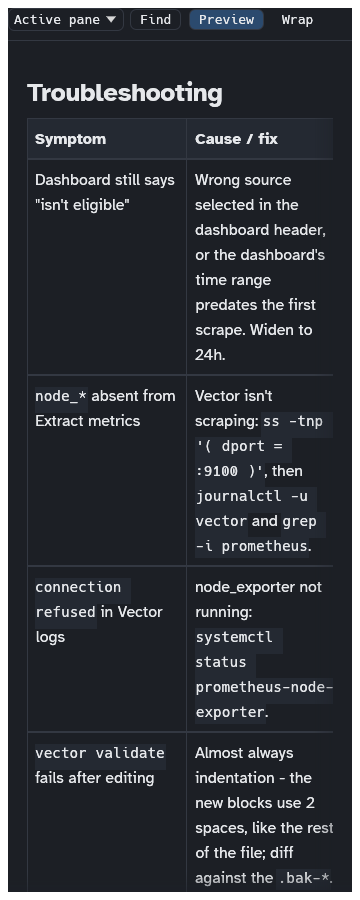 Active pane Find Preview Wrap
Troubleshooting
Symptom
Cause / fix
Dashboard still says
"isn't eligible"
Wrong source
selected in the
dashboard header,
or the dashboard's
time range
predates the first
scrape. Widen to
24h.
node_* absent from
Extract metrics
Vector isn't
scraping: ss -tnp
'( dport =
:9100 )', then
journalctl -u
vector and grep
-i prometheus.
connection
refused in Vector
logs
node_exporter not
running:
systemctl
status
prometheus-node-
exporter.
vector validate
fails after editing
Almost always
indentation - the
new blocks use 2
spaces, like the rest
of the file; diff
against the .bak-*.